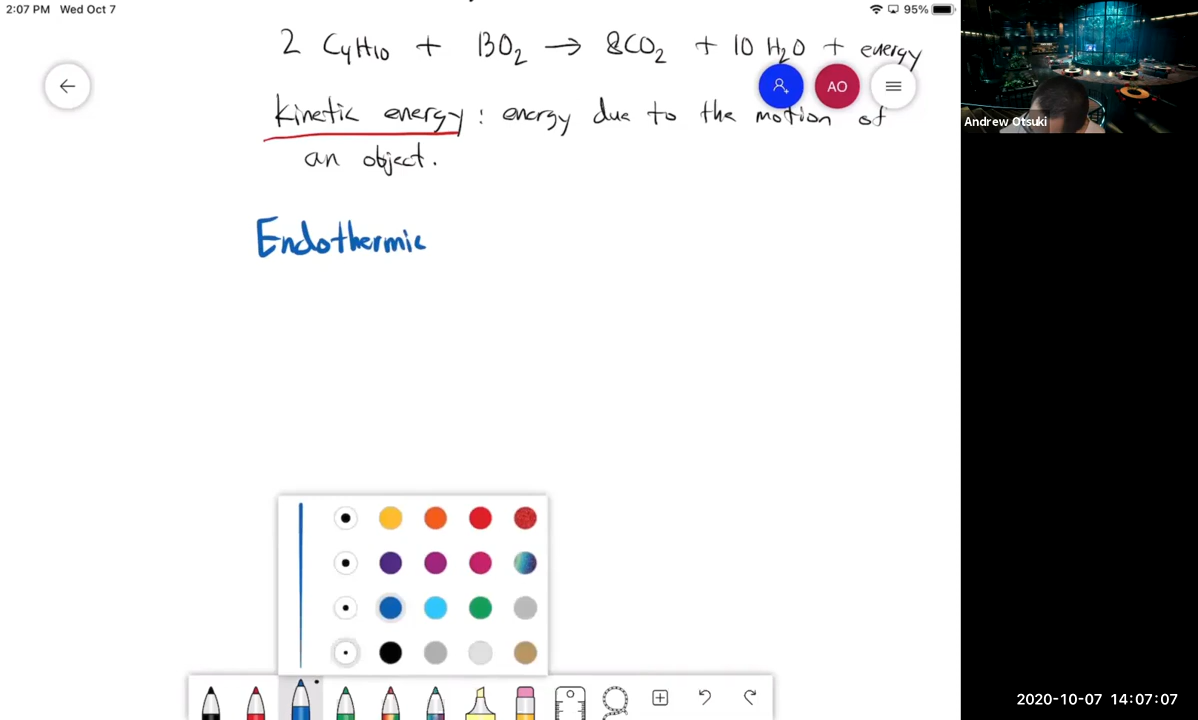 2:07 PM Wed Oct 7
95%
2 C4H10 + 13O2 → 8CO2 + 10 H2O + energy
AO
kinetic energy : energy due to the motion of
an object.
Endothermic
Andrew Otsuki
2020-10-07 14:07:07